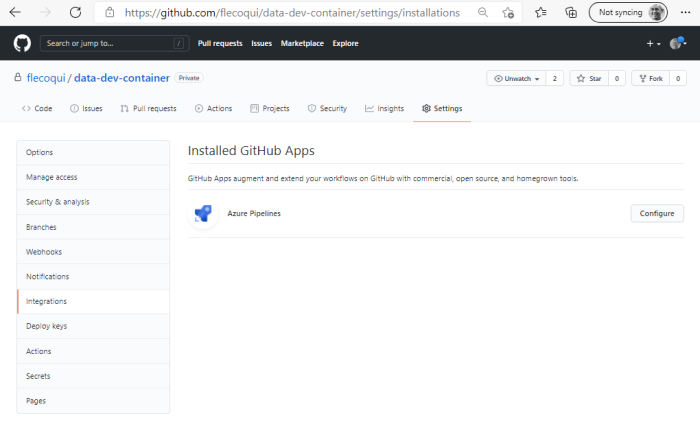 https://github.com/flecoqui/data-dev-container/settings/installations
Not syncing
Search or jump to...
/
Pull requests Issues Marketplace Explore
flecoqui / data-dev-container Private
Unwatch 2 Star 0 Fork 0
Code Issues Pull requests Actions Projects Security Insights Settings
Options
Manage access
Security & analysis
Branches
Webhooks
Notifications
Integrations
Deploy keys
Actions
Secrets
Pages
Installed GitHub Apps
GitHub Apps augment and extend your workflows on GitHub with commercial, open source, and homegrown tools.
Azure Pipelines
Configure